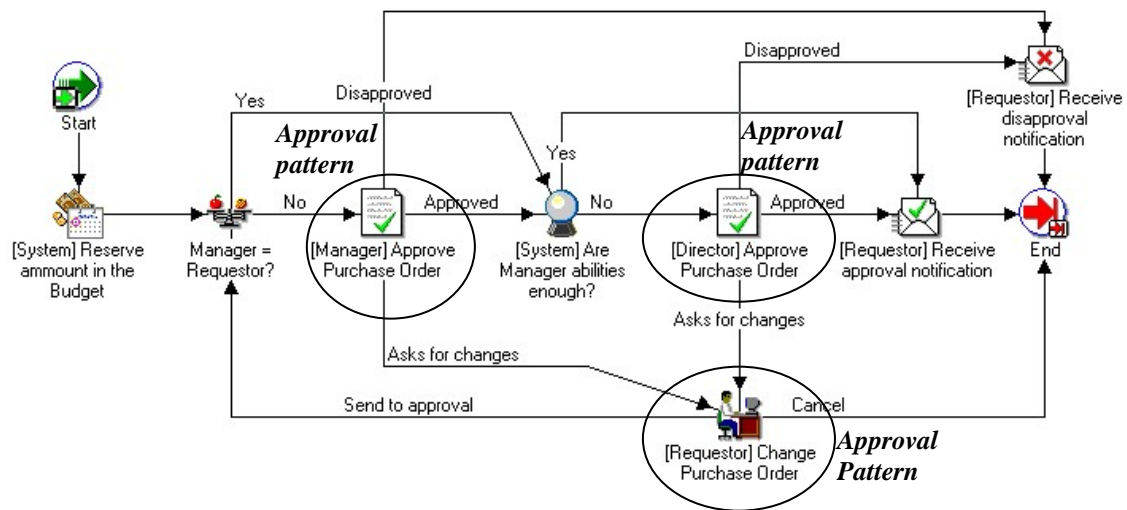 Disapproved
[Requestor] Receive
disapproval
notification
Start
Yes
Disapproved
Approval
pattern
Yes
Approval
pattern
[System] Reserve
ammount in the
Budget
Manager =
Requestor?
No
[Manager] Approve
Purchase Order
Approved
[System] Are
Manager abilities
enough?
No
[Director] Approve
Purchase Order
Approved
[Requestor] Receive
approval notification
End
Asks for changes
Asks for changes
Send to approval
Cancel
[Requestor] Change
Purchase Order
Approval
Pattern